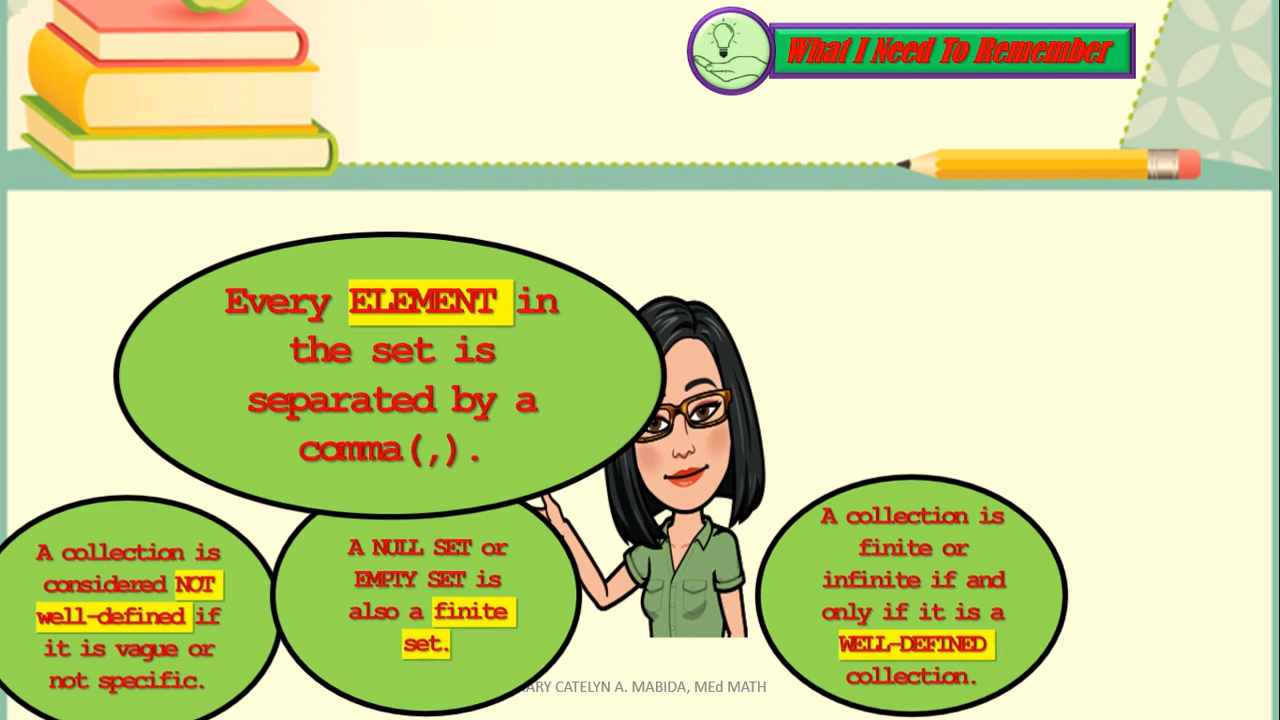 What I Need To Remember
Every ELEMENT in
the set is
separated by a
comma(,).
A collection is
considered NOT
well-defined if
it is vague or
not specific.
A NULL SET or
EMPTY SET is
also a finite
set.
A collection is
finite or
infinite if and
only if it is a
WELL-DEFINED
collection.
CATELYN A. MABIDA, MEd MATH